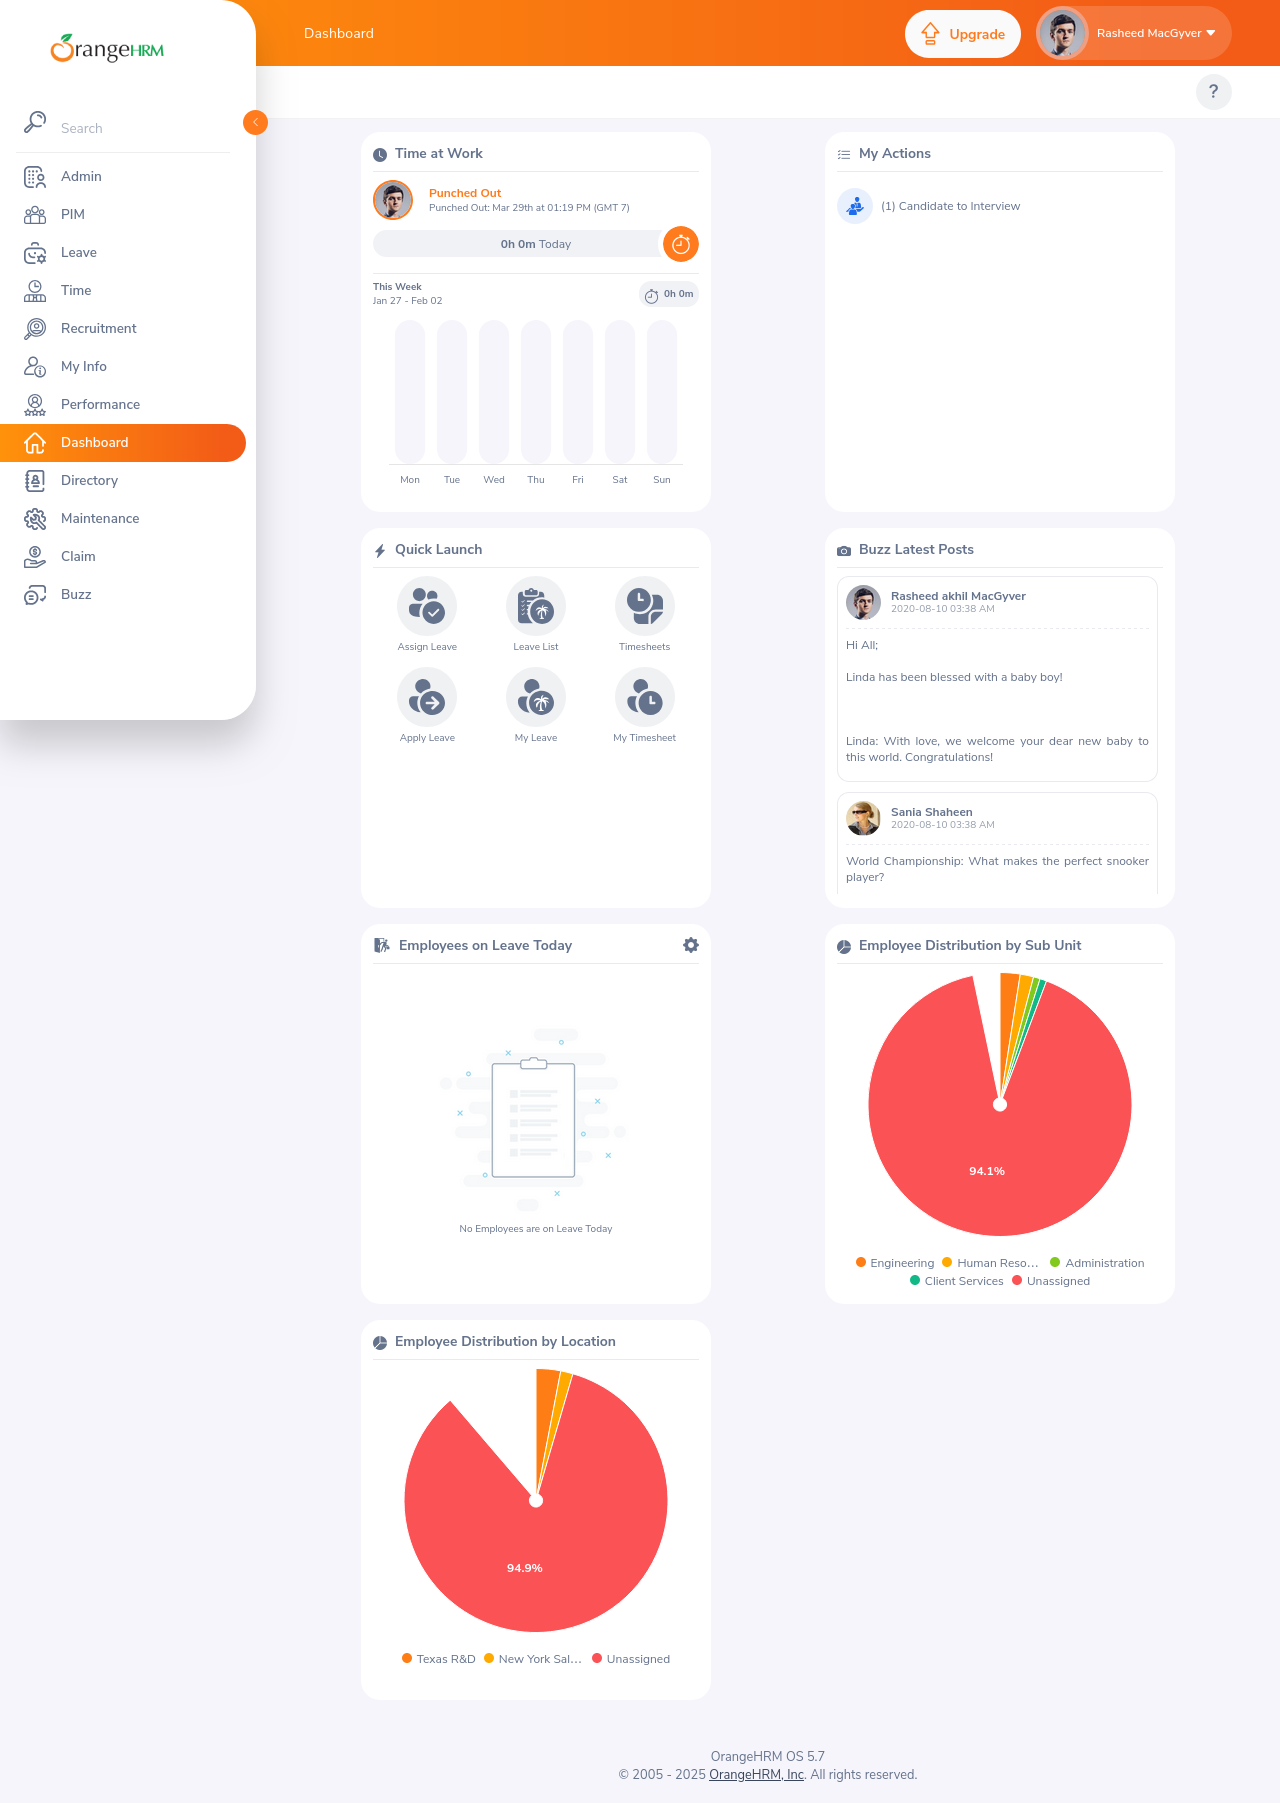 OrangeHRM
Dashboard
Upgrade
Rasheed MacGyver
?
Search
Admin
PIM
Leave
Time
Recruitment
My Info
Performance
Dashboard
Directory
Maintenance
Claim
Buzz
Time at Work
Punched Out
Punched Out: Mar 29th at 01:19 PM (GMT 7)
0h 0m Today
This Week
Jan 27 - Feb 02
0h 0m
Mon Tue Wed Thu Fri Sat Sun
My Actions
(1) Candidate to Interview
Quick Launch
Assign Leave
Leave List
Timesheets
Apply Leave
My Leave
My Timesheet
Buzz Latest Posts
Rasheed akhil MacGyver
2020-08-10 03:38 AM
Hi All;
Linda has been blessed with a baby boy!
Linda: With love, we welcome your dear new baby to
this world. Congratulations!
Sania Shaheen
2020-08-10 03:38 AM
World Championship: What makes the perfect snooker
player?
Employees on Leave Today
No Employees are on Leave Today
Employee Distribution by Sub Unit
94.1%
Engineering Human Reso… Administration
Client Services Unassigned
Employee Distribution by Location
94.9%
Texas R&D New York Sal… Unassigned
OrangeHRM OS 5.7
© 2005 - 2025 OrangeHRM, Inc. All rights reserved.